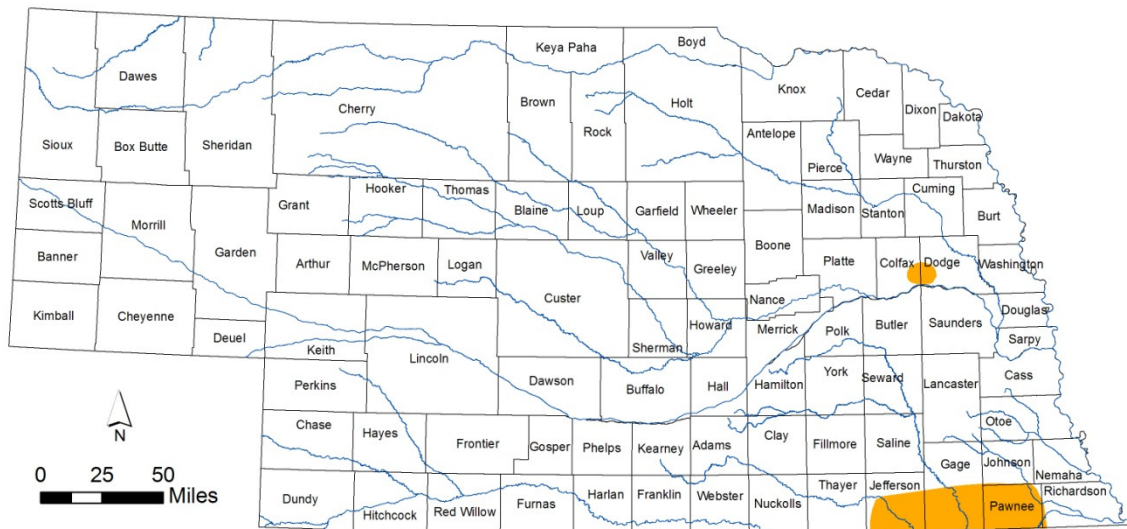 Keya Paha
Boyd
Dawes
Knox
Cedar
Dixon
Cherry
Brown
Holt
Rock
Dakota
Sioux
Box Butte
Sheridan
Antelope
Pierce
Wayne
Thurston
Scotts Bluff
Morrill
Grant
Hooker
Thomas
Blaine
Loup
Garfield
Wheeler
Madison
Stanton
Cuming
Burt
Banner
Garden
Arthur
McPherson
Logan
Valley
Greeley
Boone
Platte
Colfax
Dodge
Washington
Kimball
Cheyenne
Deuel
Custer
Nance
Keith
Lincoln
Sherman
Howard
Merrick
Polk
Butler
Saunders
Douglas
Sarpy
Perkins
Dawson
Buffalo
Hall
Hamilton
York
Seward
Lancaster
Cass
Chase
Hayes
Frontier
Gosper
Phelps
Kearney
Adams
Clay
Fillmore
Saline
Otoe
Dundy
Hitchcock
Red Willow
Furnas
Harlan
Franklin
Webster
Nuckolls
Thayer
Jefferson
Gage
Johnson
Nemaha
Pawnee
Richardson
N
0 25 50
Miles